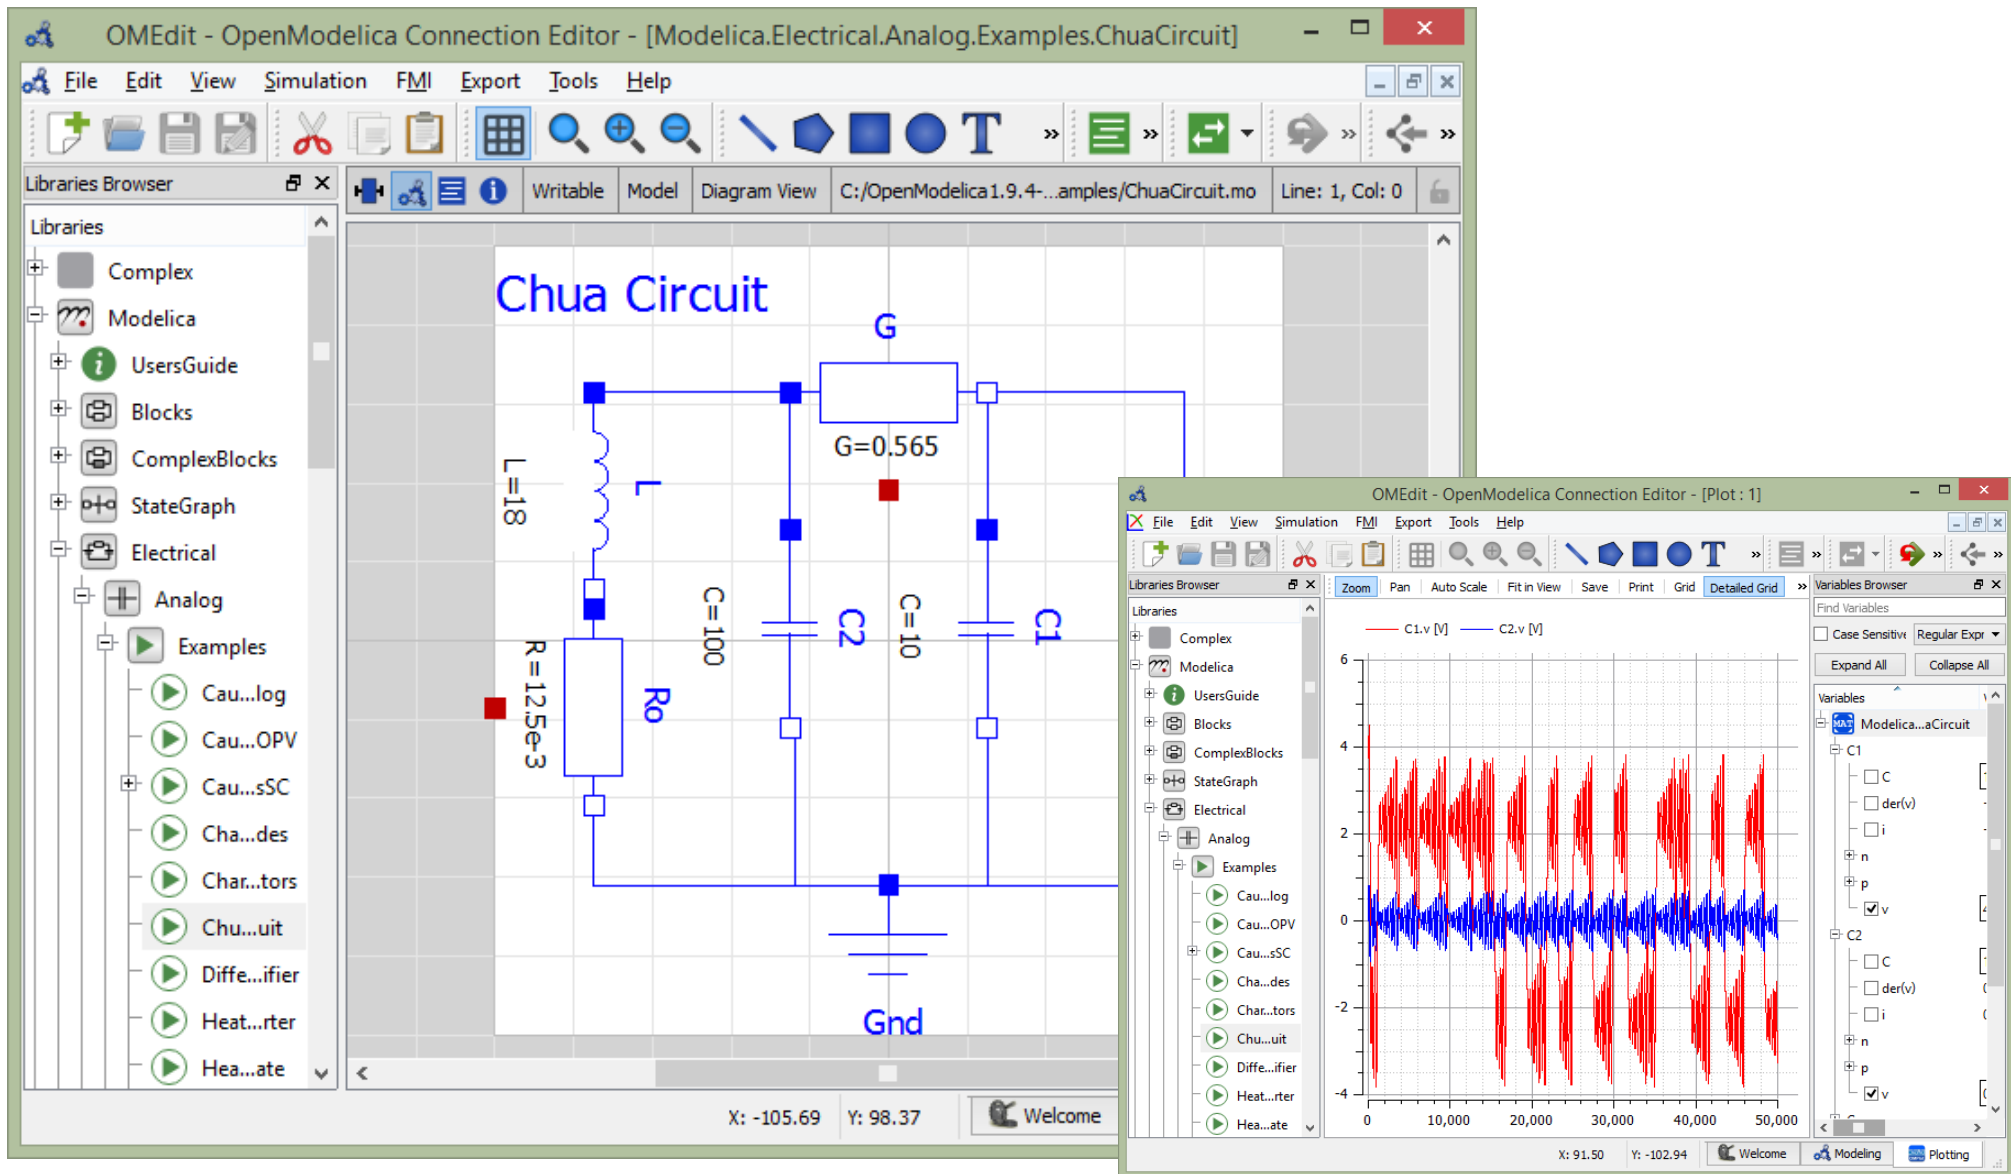 OMEdit - OpenModelica Connection Editor - [Modelica.Electrical.Analog.Examples.ChuaCircuit]
File Edit View Simulation FMI Export Tools Help
T
Libraries Browser
Writable Model Diagram View C:/OpenModelica1.9.4-...amples/ChuaCircuit.mo Line: 1, Col: 0
Libraries
Complex
Modelica
UsersGuide
Blocks
ComplexBlocks
StateGraph
Electrical
Analog
Examples
Cau...log
Cau...OPV
Cau...sSC
Cha...des
Char...tors
Chu...uit
Diffe...ifier
Heat...rter
Hea...ate
Chua Circuit
G
G=0.565
L=18
L
C=100
C2
C=10
C1
R=12.5e-3
Ro
Gnd
X: -105.69 Y: 98.37 Welcome
OMEdit - OpenModelica Connection Editor - [Plot : 1]
File Edit View Simulation FMI Export Tools Help
T
Libraries Browser
Zoom Pan Auto Scale Fit in View Save Print Grid Detailed Grid
Libraries
Complex
Modelica
UsersGuide
Blocks
ComplexBlocks
StateGraph
Electrical
Analog
Examples
Cau...log
Cau...OPV
Cau...sSC
Cha...des
Char...tors
Chu...uit
Diffe...ifier
Heat...rter
Hea...ate
C1.v [V] C2.v [V]
6
4
2
0
-2
-4
0 10,000 20,000 30,000 40,000 50,000
Variables Browser
Find Variables
Case Sensitive Regular Expr
Expand All Collapse All
Variables
MAT Modelica...aCircuit
C1
C
der(v)
i
n
p
v
C2
C
der(v)
i
n
p
v
X: 91.50 Y: -102.94 Welcome Modeling Plotting